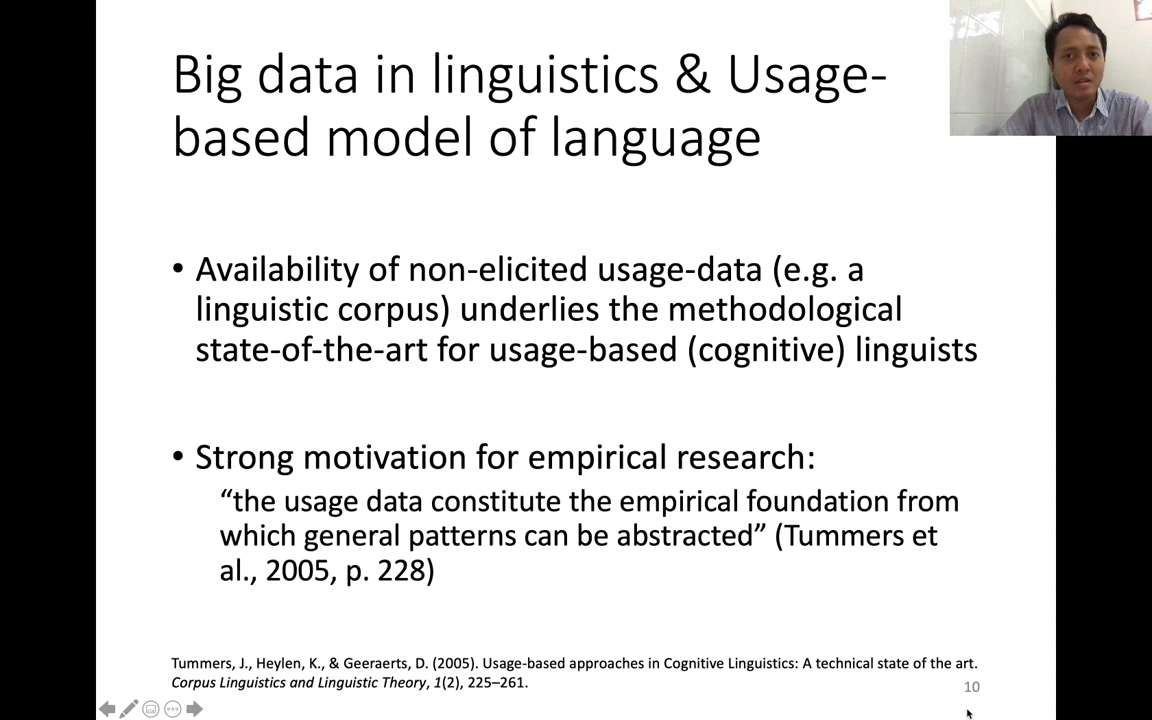 Big data in linguistics & Usage-
based model of language
• Availability of non-elicited usage-data (e.g. a
linguistic corpus) underlies the methodological
state-of-the-art for usage-based (cognitive) linguists
• Strong motivation for empirical research:
“the usage data constitute the empirical foundation from
which general patterns can be abstracted” (Tummers et
al., 2005, p. 228)
Tummers, J., Heylen, K., & Geeraerts, D. (2005). Usage-based approaches in Cognitive Linguistics: A technical state of the art.
Corpus Linguistics and Linguistic Theory, 1(2), 225–261.
10